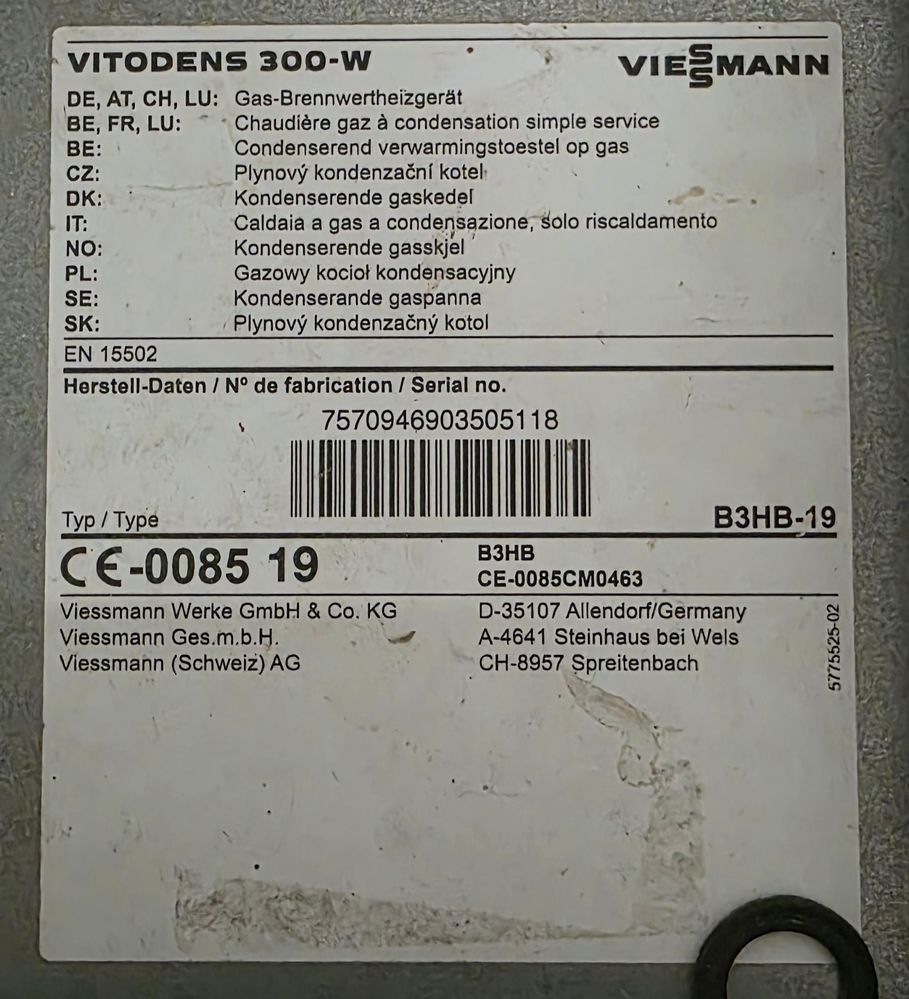 VITODENS 300-W
VIESSMANN
DE, AT, CH, LU: Gas-Brennwertheizgerät
BE, FR, LU: Chaudière gaz à condensation simple service
BE: Condenserend verwarmingstoestel op gas
CZ: Plynový kondenzační kotel
DK: Kondenserende gaskedel
IT: Caldaia a gas a condensazione, solo riscaldamento
NO: Kondenserende gasskjel
PL: Gazowy kocioł kondensacyjny
SE: Kondenserande gaspanna
SK: Plynový kondenzačný kotol
EN 15502
Herstell-Daten / Nº de fabrication / Serial no.
7570946903505118
Typ / Type B3HB-19
CE-0085 19
B3HB
CE-0085CM0463
Viessmann Werke GmbH & Co. KG D-35107 Allendorf/Germany
Viessmann Ges.m.b.H. A-4641 Steinhaus bei Wels
Viessmann (Schweiz) AG CH-8957 Spreitenbach
5775525-02